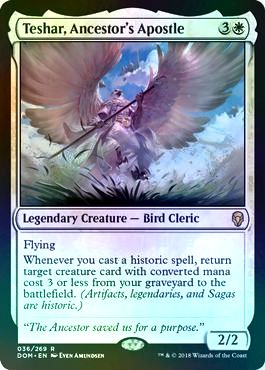 Teshar, Ancestor's Apostle 3
Legendary Creature — Bird Cleric
Flying
Whenever you cast a historic spell, return
target creature card with converted mana
cost 3 or less from your graveyard to the
battlefield. (Artifacts, legendaries, and Sagas
are historic.)
"The Ancestor saved us for a purpose."
2/2
036/269 R
DOM • EN Even Amundsen
™ & © 2018 Wizards of the Coast